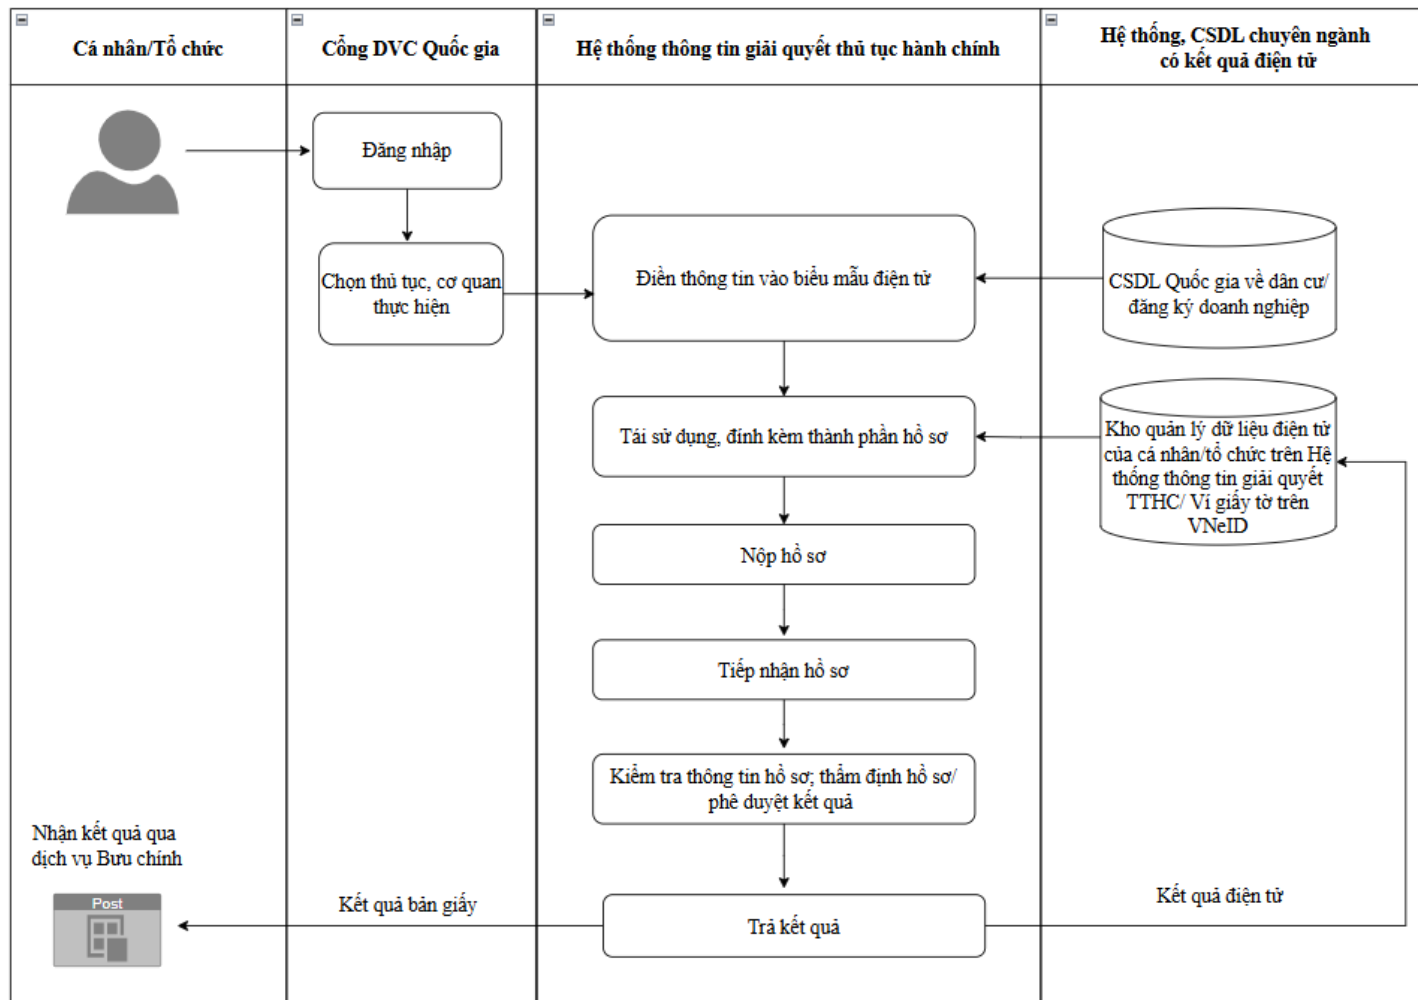 Cá nhân/Tổ chức
Cổng DVC Quốc gia
Hệ thống thông tin giải quyết thủ tục hành chính
Hệ thống, CSDL chuyên ngành
có kết quả điện tử
Đăng nhập
Chọn thủ tục, cơ quan
thực hiện
Điền thông tin vào biểu mẫu điện tử
CSDL Quốc gia về dân cư/
đăng ký doanh nghiệp
Tái sử dụng, đính kèm thành phần hồ sơ
Kho quản lý dữ liệu điện tử
của cá nhân/tổ chức trên Hệ
thống thông tin giải quyết
TTHC/ Ví giấy tờ trên
VNeID
Nộp hồ sơ
Tiếp nhận hồ sơ
Kiểm tra thông tin hồ sơ; thẩm định hồ sơ/
phê duyệt kết quả
Nhận kết quả qua
dịch vụ Bưu chính
Post
Kết quả bản giấy
Trả kết quả
Kết quả điện tử